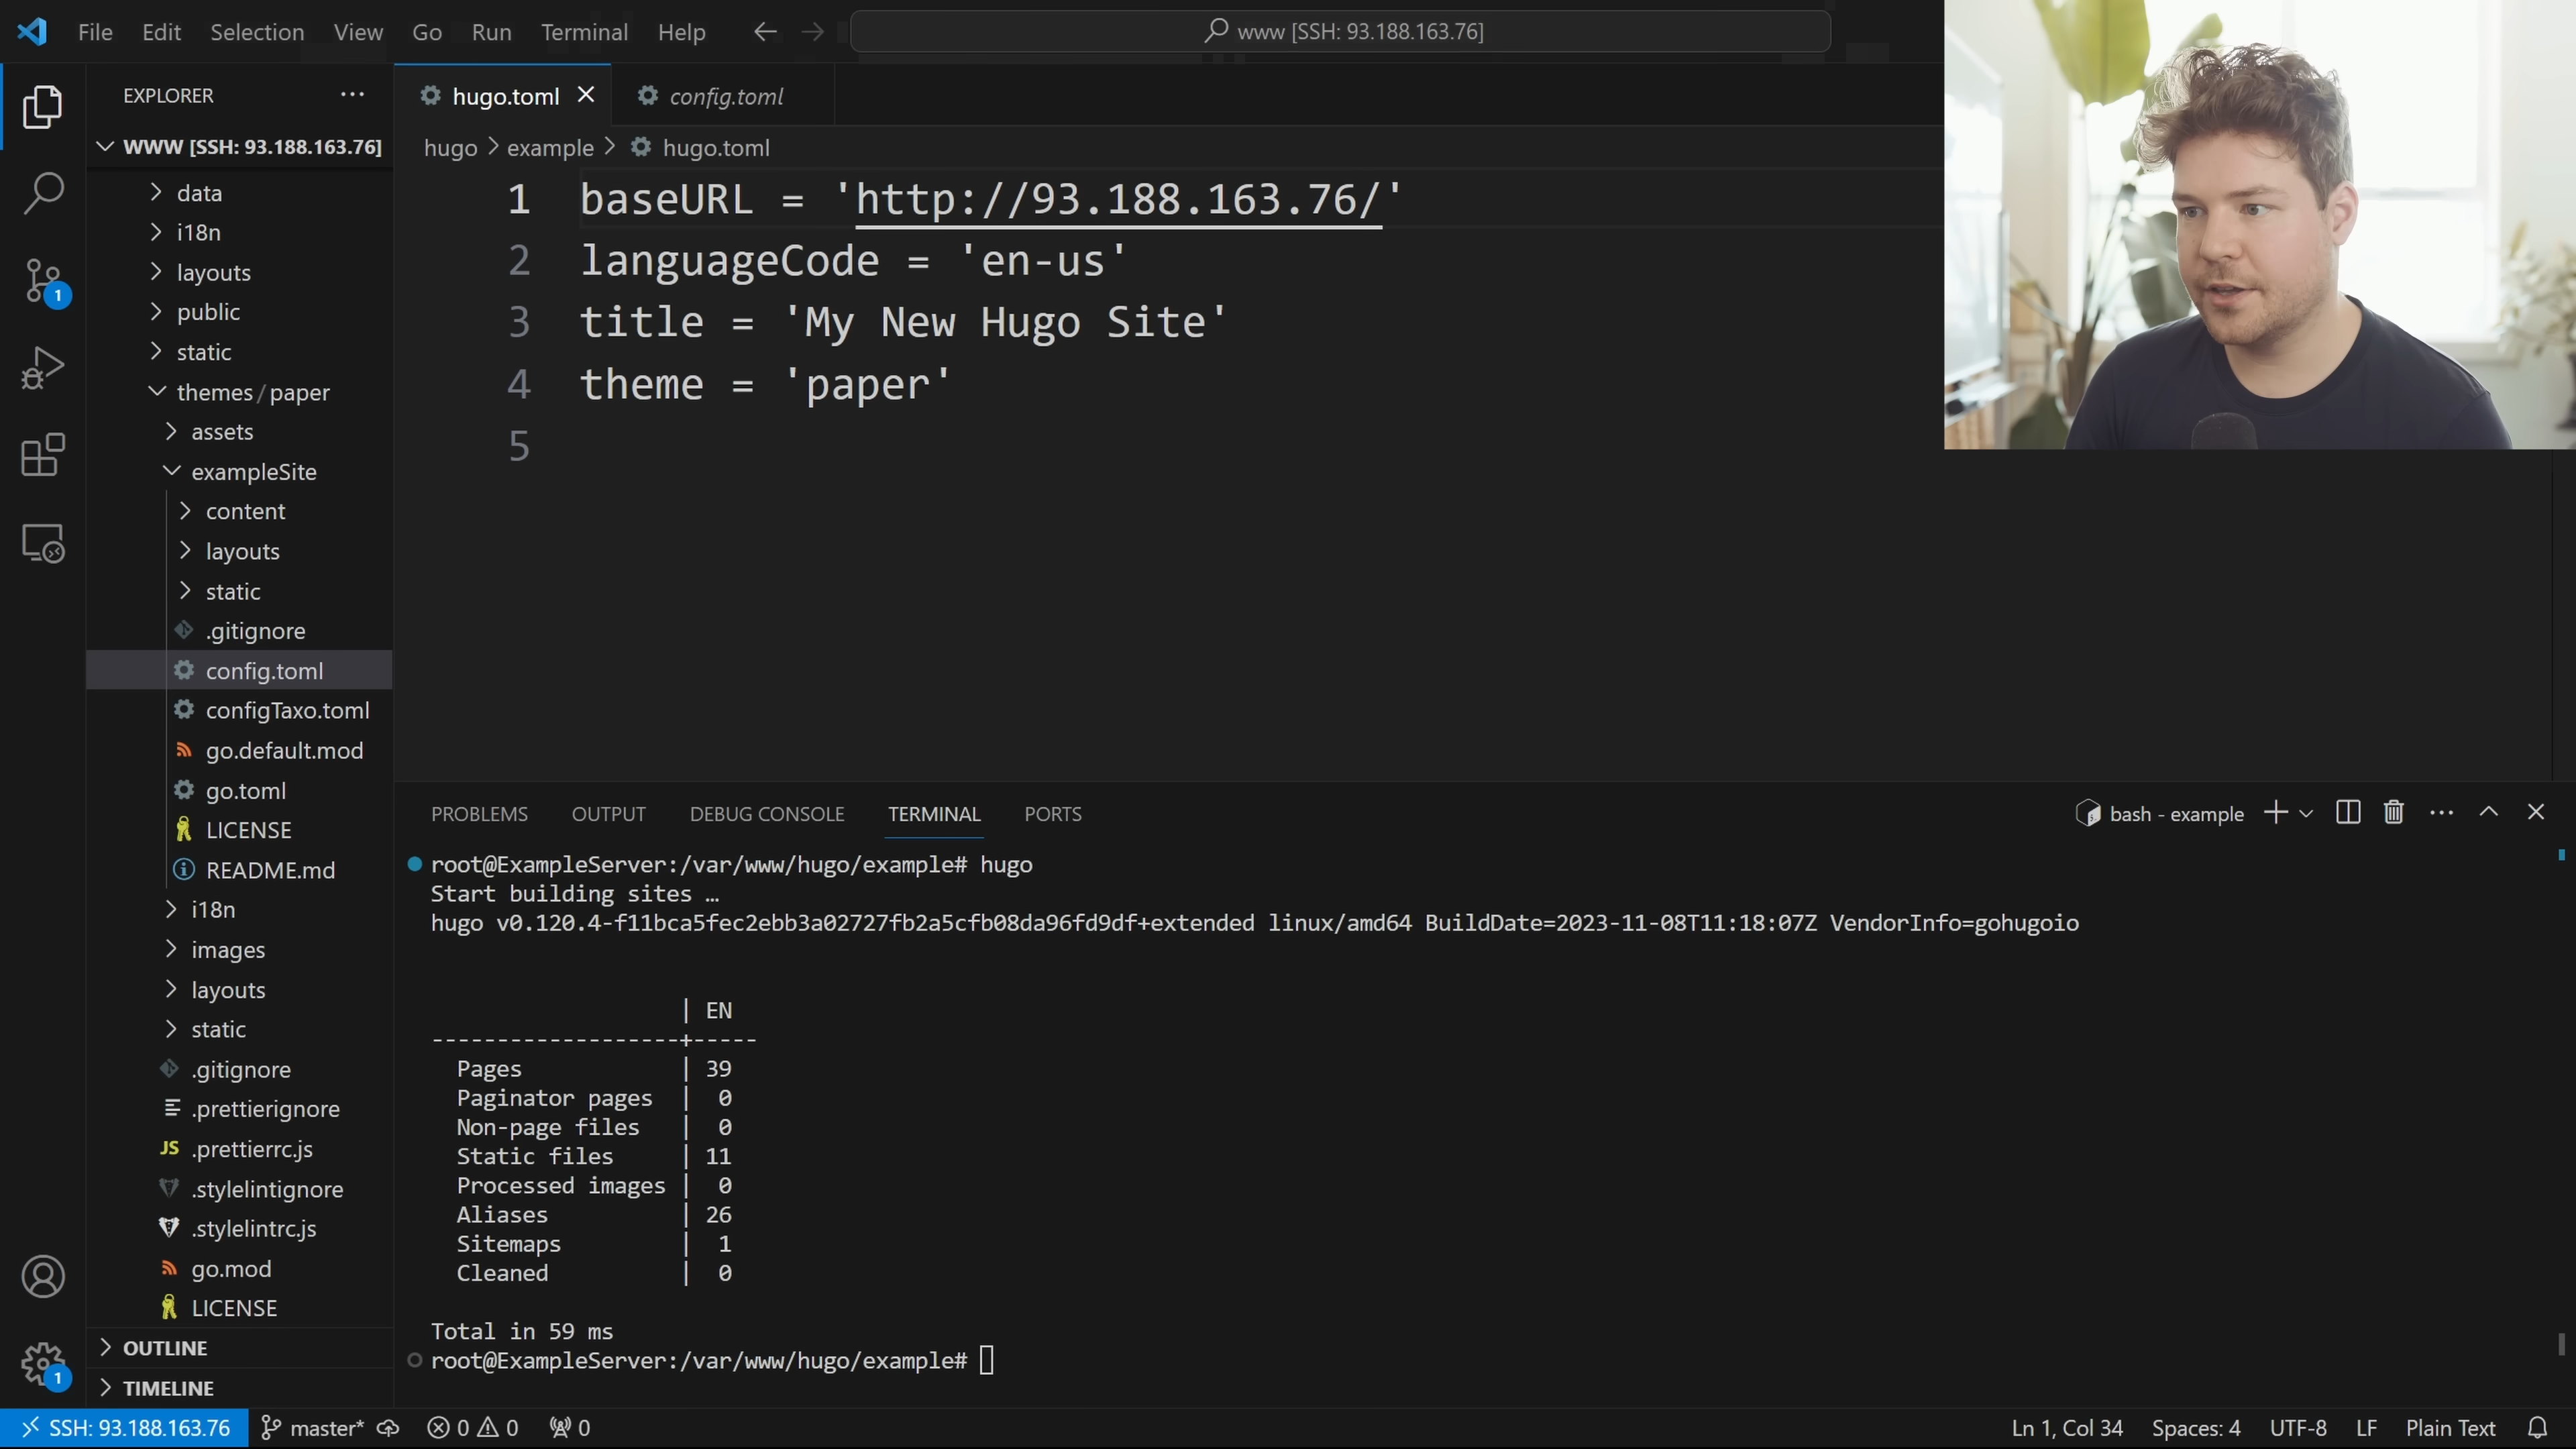 File Edit Selection View Go Run Terminal Help
www [SSH: 93.188.163.76]
EXPLORER
WWW [SSH: 93.188.163.76]
data
i18n
layouts
public
static
themes/paper
assets
exampleSite
content
layouts
static
.gitignore
config.toml
configTaxo.toml
go.default.mod
go.toml
LICENSE
README.md
i18n
images
layouts
static
.gitignore
.prettierignore
JS .prettierrc.js
.stylelintignore
.stylelintrc.js
go.mod
LICENSE
OUTLINE
TIMELINE
1
1
hugo.toml
config.toml
hugo > example > hugo.toml
1 baseURL = 'http://93.188.163.76/'
2 languageCode = 'en-us'
3 title = 'My New Hugo Site'
4 theme = 'paper'
5
PROBLEMS OUTPUT DEBUG CONSOLE TERMINAL PORTS
bash - example
root@ExampleServer:/var/www/hugo/example# hugo
Start building sites …
hugo v0.120.4-f11bca5fec2ebb3a02727fb2a5cfb08da96fd9df+extended linux/amd64 BuildDate=2023-11-08T11:18:07Z VendorInfo=gohugoio
| EN
-------------------+-----
Pages | 39
Paginator pages | 0
Non-page files | 0
Static files | 11
Processed images | 0
Aliases | 26
Sitemaps | 1
Cleaned | 0
Total in 59 ms
root@ExampleServer:/var/www/hugo/example#
SSH: 93.188.163.76 master* 0 0 0
Ln 1, Col 34 Spaces: 4 UTF-8 LF Plain Text